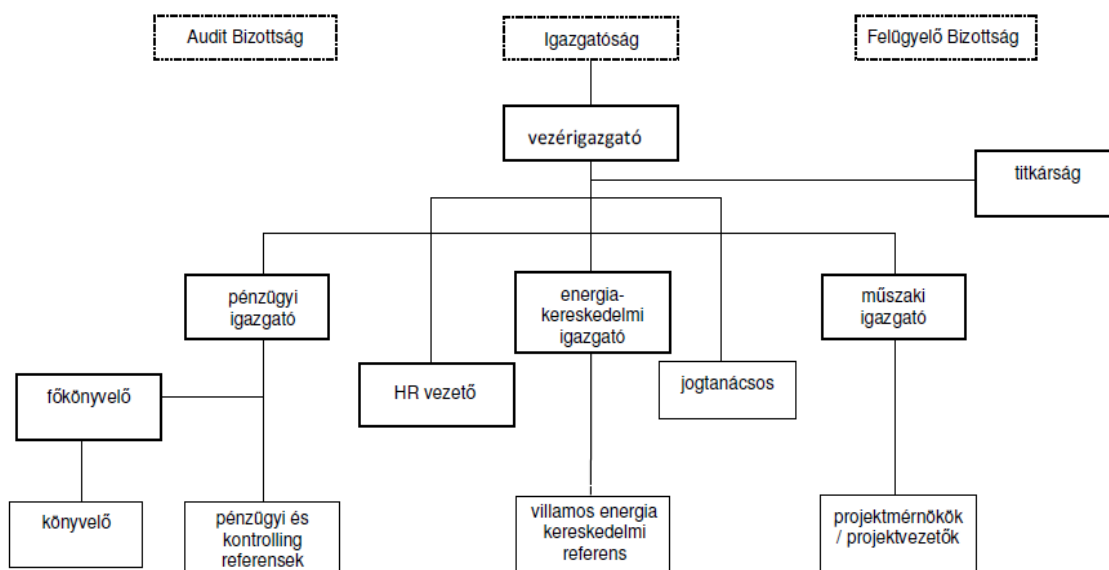 Audit Bizottság
Igazgatóság
Felügyelő Bizottság
vezérigazgató
titkárság
pénzügyi
igazgató
energia-
kereskedelmi
igazgató
műszaki
igazgató
főkönyvelő
HR vezető
jogtanácsos
könyvelő
pénzügyi és
kontrolling
referensek
villamos energia
kereskedelmi
referens
projektmérnökök
/ projektvezetők